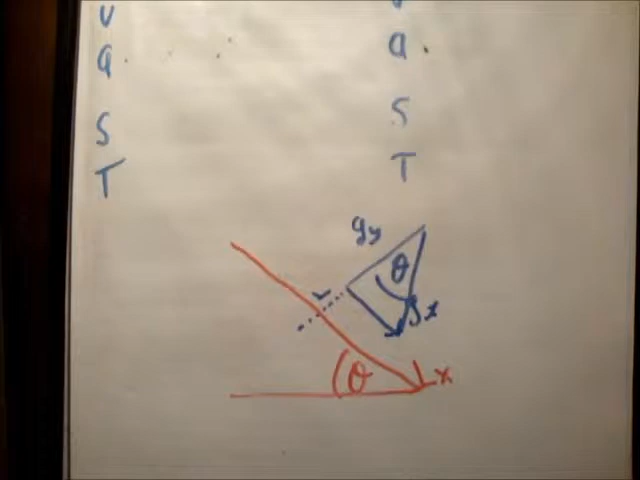 U U
a. a.
S S
T T
gy
θ
gx
θ x